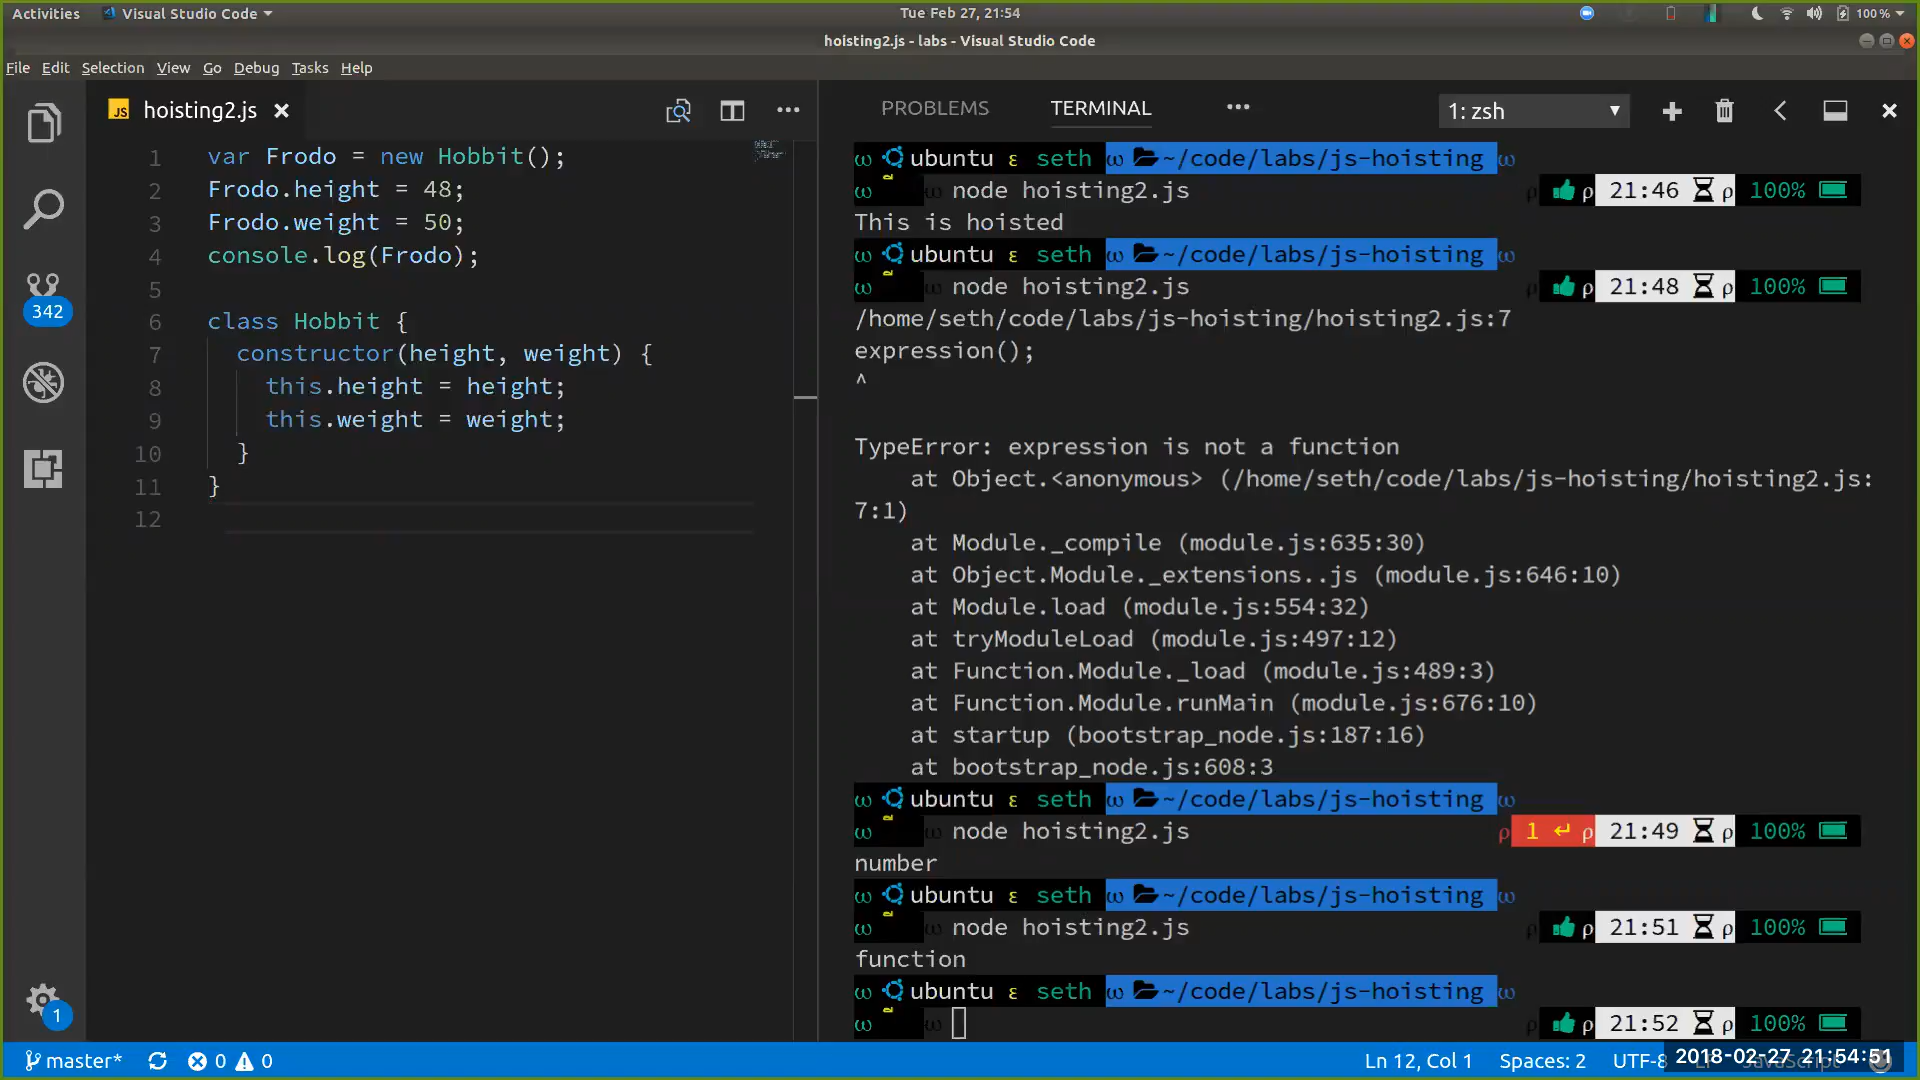 Activities Visual Studio Code Tue Feb 27, 21:54 100%
hoisting2.js - labs - Visual Studio Code
File Edit Selection View Go Debug Tasks Help
JS hoisting2.js
1 var Frodo = new Hobbit();
2 Frodo.height = 48;
3 Frodo.weight = 50;
4 console.log(Frodo);
5
6 class Hobbit {
7 constructor(height, weight) {
8 this.height = height;
9 this.weight = weight;
10 }
11 }
12
342
1
PROBLEMS TERMINAL 1: zsh
ω ubuntu ε seth ω ~/code/labs/js-hoisting ω
ω ω node hoisting2.js ρ ρ 21:46 ρ 100%
This is hoisted
ω ubuntu ε seth ω ~/code/labs/js-hoisting ω
ω ω node hoisting2.js ρ ρ 21:48 ρ 100%
/home/seth/code/labs/js-hoisting/hoisting2.js:7
expression();
^
TypeError: expression is not a function
at Object.<anonymous> (/home/seth/code/labs/js-hoisting/hoisting2.js:
7:1)
at Module._compile (module.js:635:30)
at Object.Module._extensions..js (module.js:646:10)
at Module.load (module.js:554:32)
at tryModuleLoad (module.js:497:12)
at Function.Module._load (module.js:489:3)
at Function.Module.runMain (module.js:676:10)
at startup (bootstrap_node.js:187:16)
at bootstrap_node.js:608:3
ω ubuntu ε seth ω ~/code/labs/js-hoisting ω
ω ω node hoisting2.js ρ 1 ↵ ρ 21:49 ρ 100%
number
ω ubuntu ε seth ω ~/code/labs/js-hoisting ω
ω ω node hoisting2.js ρ ρ 21:51 ρ 100%
function
ω ubuntu ε seth ω ~/code/labs/js-hoisting ω
ω ω ρ ρ 21:52 ρ 100%
master* 0 0 Ln 12, Col 1 Spaces: 2 UTF-8 LF JavaScript
2018-02-27 21:54:51